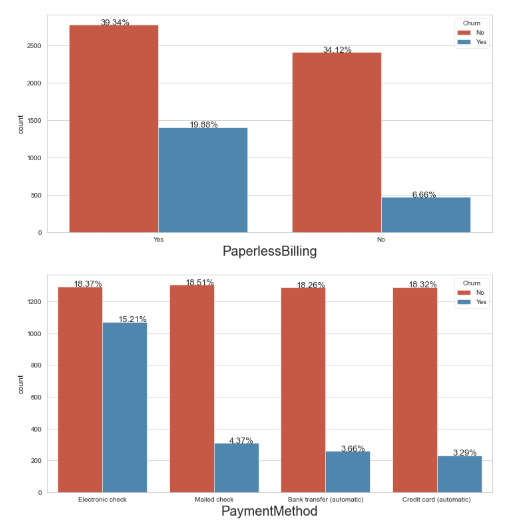 39.34%
34.12%
19.88%
6.66%
Churn
No
Yes
2500
2000
1500
1000
500
0
count
Yes
No
PaperlessBilling
18.37%
18.51%
18.26%
18.32%
15.21%
4.37%
3.66%
3.29%
Churn
No
Yes
1200
1000
800
600
400
200
0
count
Electronic check
Mailed check
Bank transfer (automatic)
Credit card (automatic)
PaymentMethod